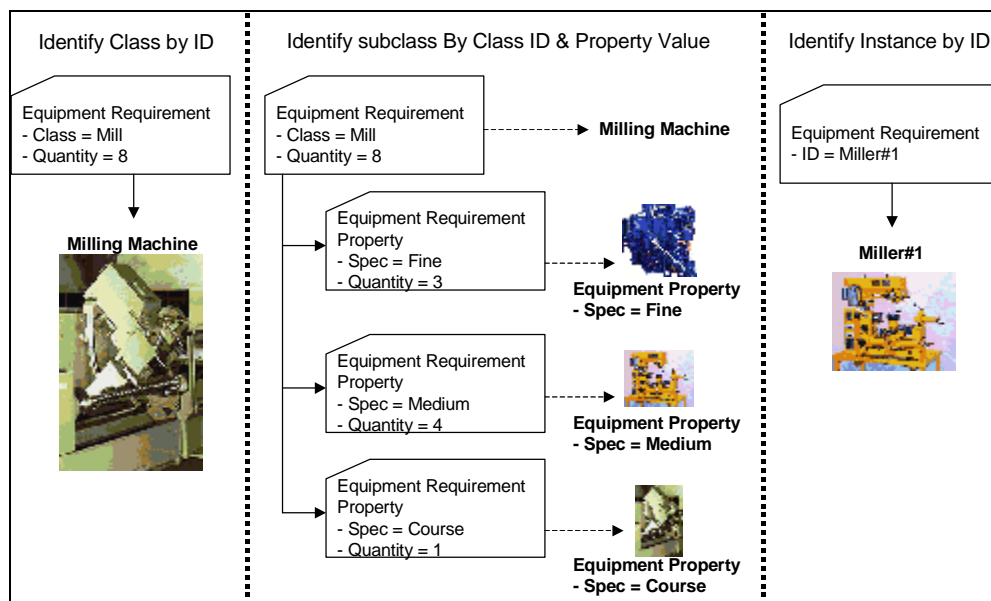 Identify Class by ID
Equipment Requirement
- Class = Mill
- Quantity = 8
Milling Machine
Identify subclass By Class ID & Property Value
Equipment Requirement
- Class = Mill
- Quantity = 8
Milling Machine
Equipment Requirement
Property
- Spec = Fine
- Quantity = 3
Equipment Property
- Spec = Fine
Equipment Requirement
Property
- Spec = Medium
- Quantity = 4
Equipment Property
- Spec = Medium
Equipment Requirement
Property
- Spec = Course
- Quantity = 1
Equipment Property
- Spec = Course
Identify Instance by ID
Equipment Requirement
- ID = Miller#1
Miller#1